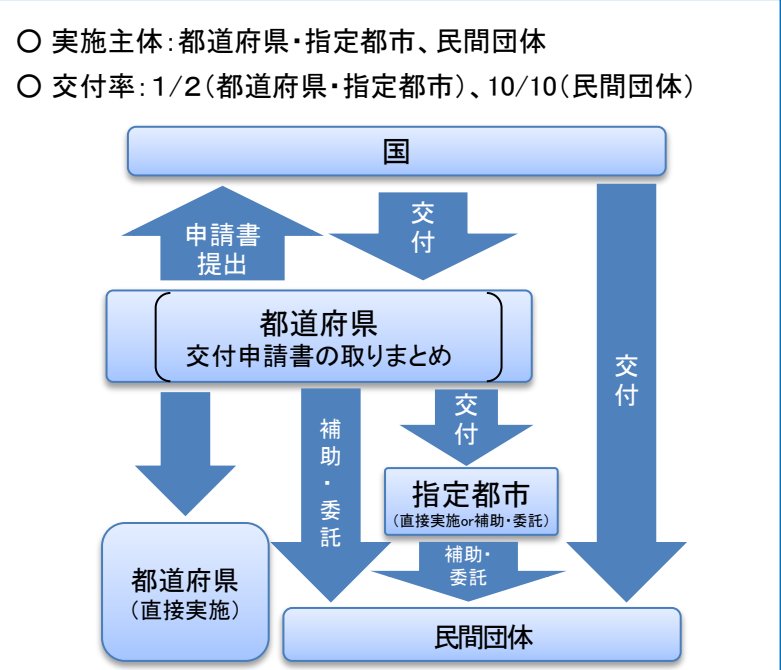 〇 実施主体：都道府県・指定都市、民間団体
〇 交付率：１/２（都道府県・指定都市）、10/10（民間団体）
国
申請書
提出
交
付
都道府県
交付申請書の取りまとめ
交
付
補
助
・
委
託
交
付
指定都市
（直接実施or補助・委託）
補助・
委託
都道府県
（直接実施）
民間団体